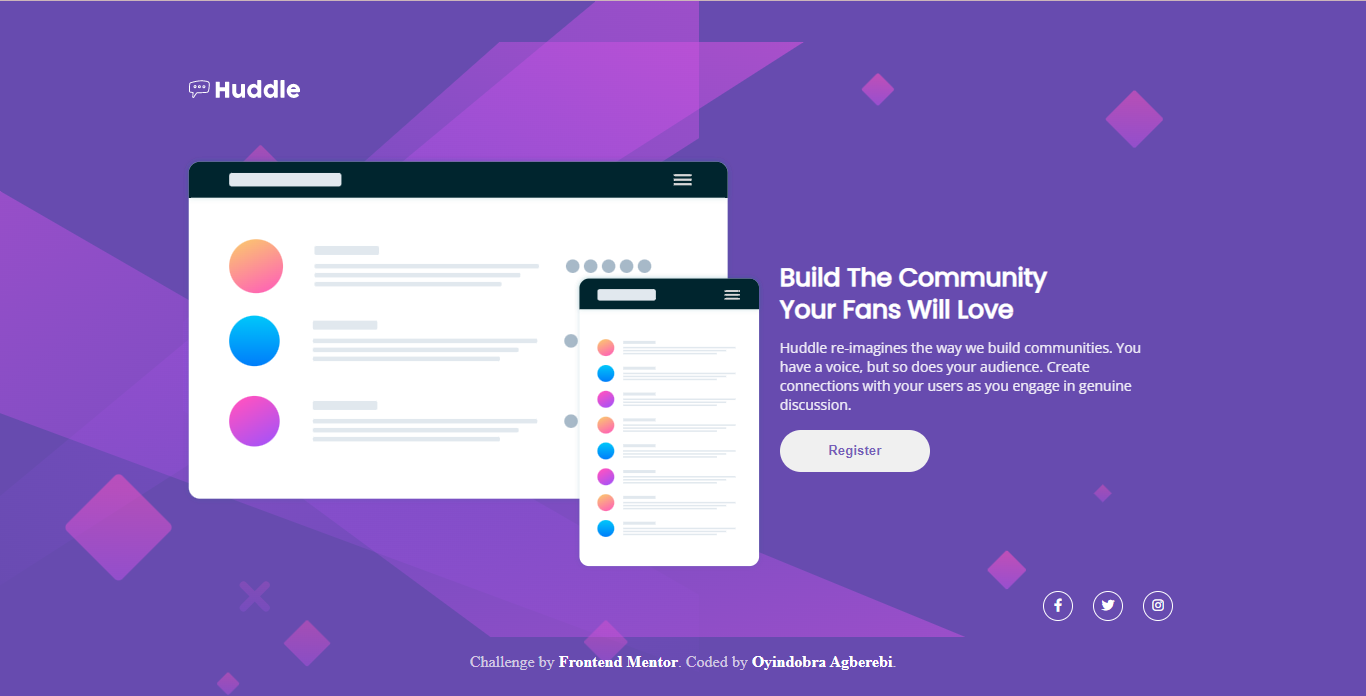 Huddle
Build The Community
Your Fans Will Love
Huddle re-imagines the way we build communities. You
have a voice, but so does your audience. Create
connections with your users as you engage in genuine
discussion.
Register
Challenge by Frontend Mentor. Coded by Oyindobra Agberebi.